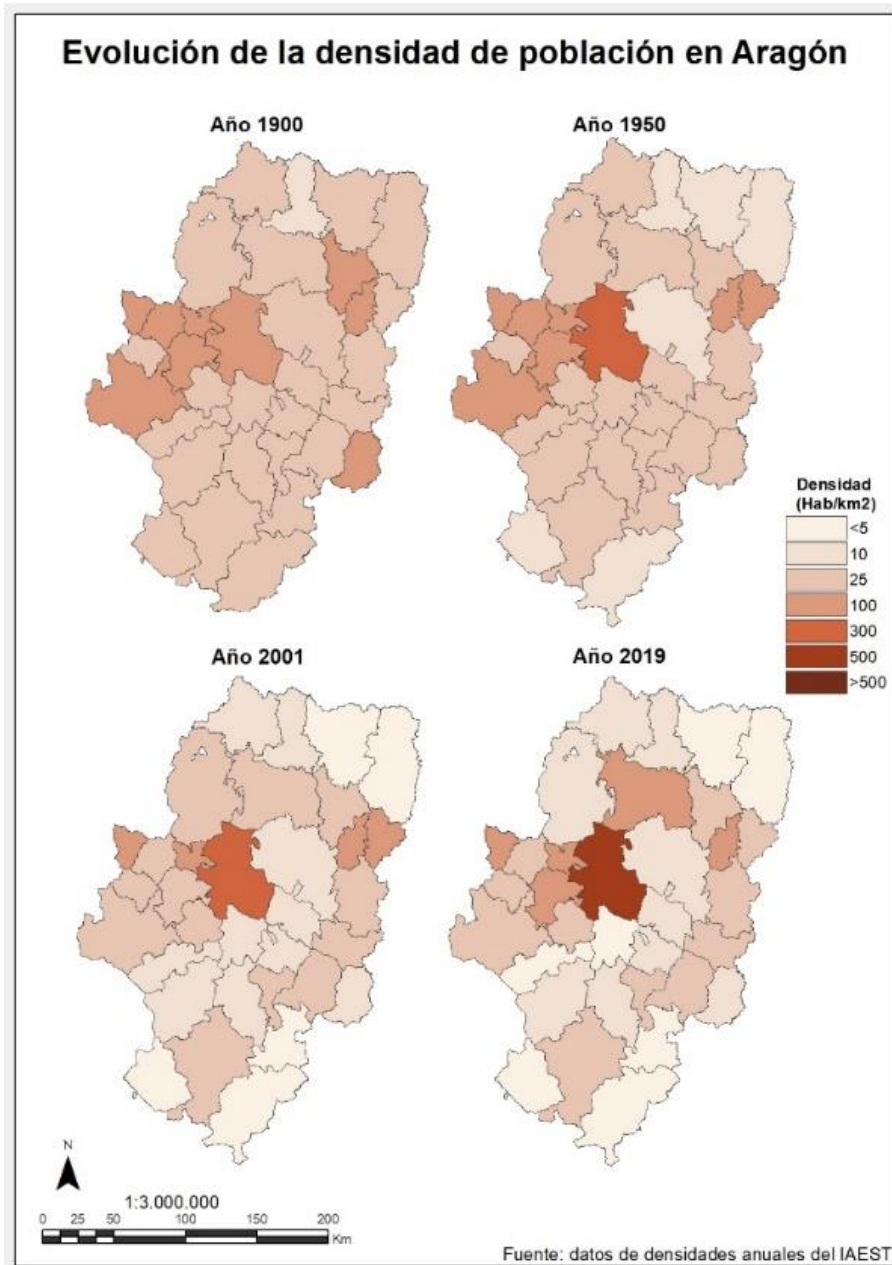 Evolución de la densidad de población en Aragón
Año 1900
Año 1950
Densidad
(Hab/km2)
<5
10
25
100
300
500
>500
Año 2001
Año 2019
N
1:3.000.000
0 25 50 100 150 200
Km
Fuente: datos de densidades anuales del IAEST